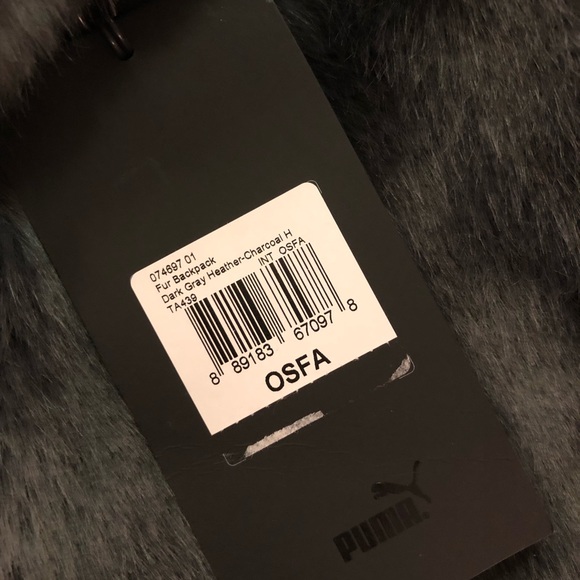 074697 01
Fur Backpack
Dark Gray Heather-Charcoal H
TA439 INT OSFA
8 89183 67097 8
OSFA
PUMA